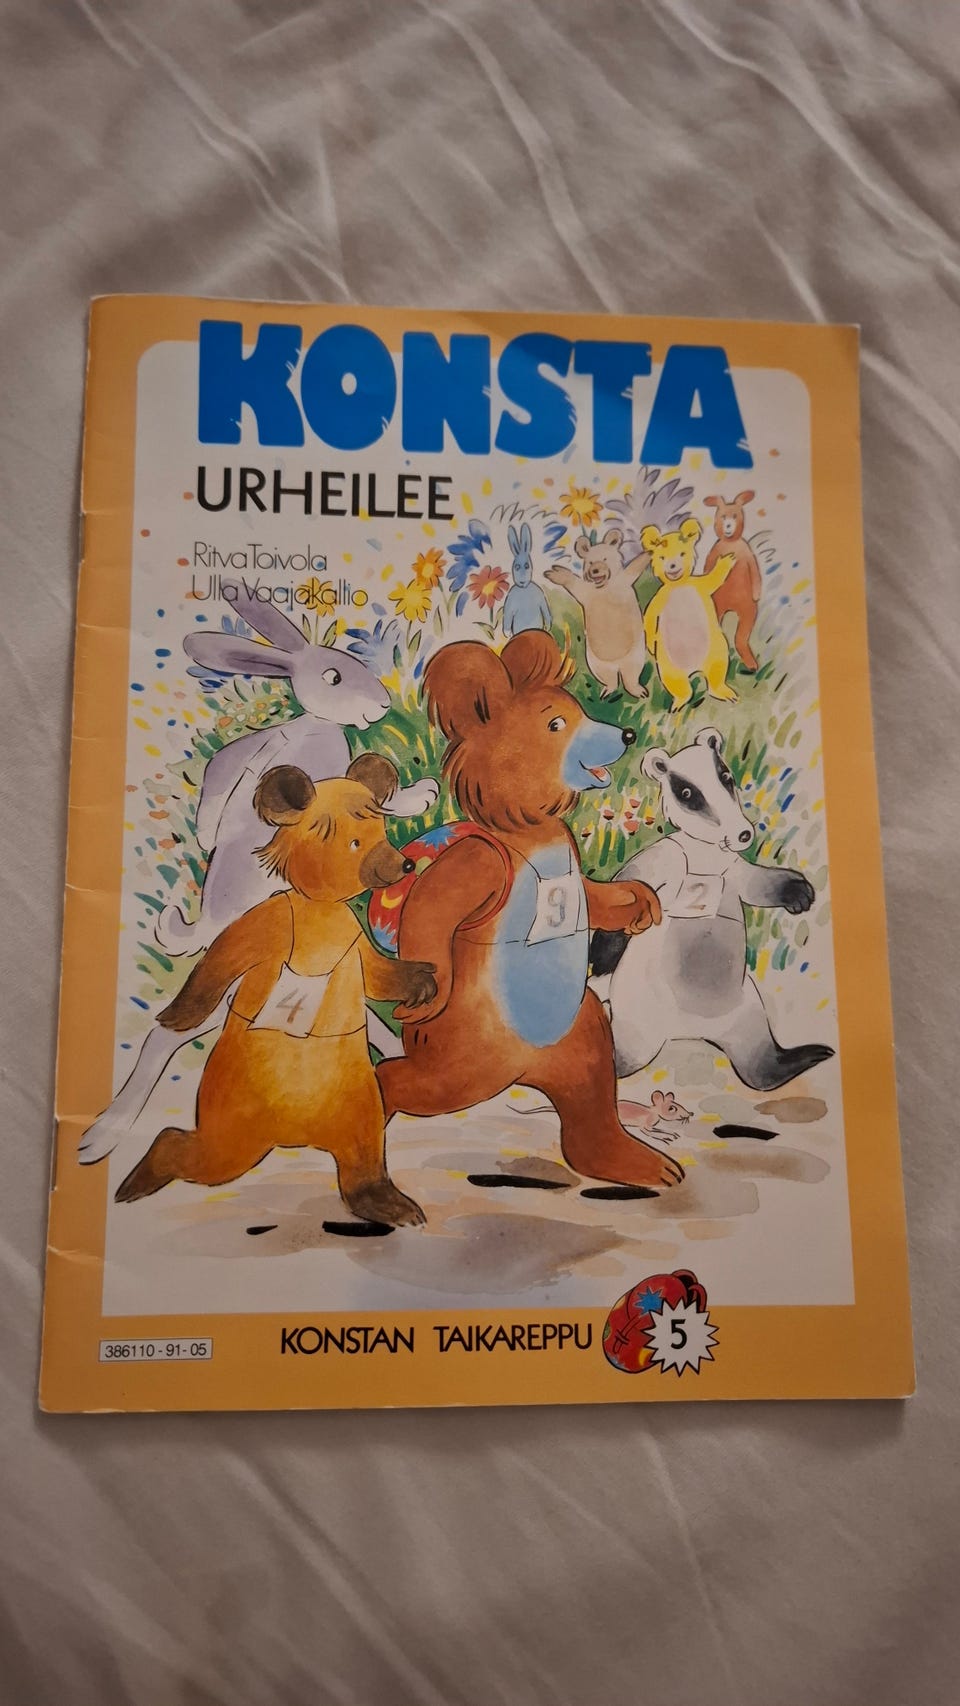 KONSTA
URHEILEE
Ritva Toivola
Ulla Vaajakallio
9
2
4
KONSTAN TAIKAREPPU
5
386110-91-05